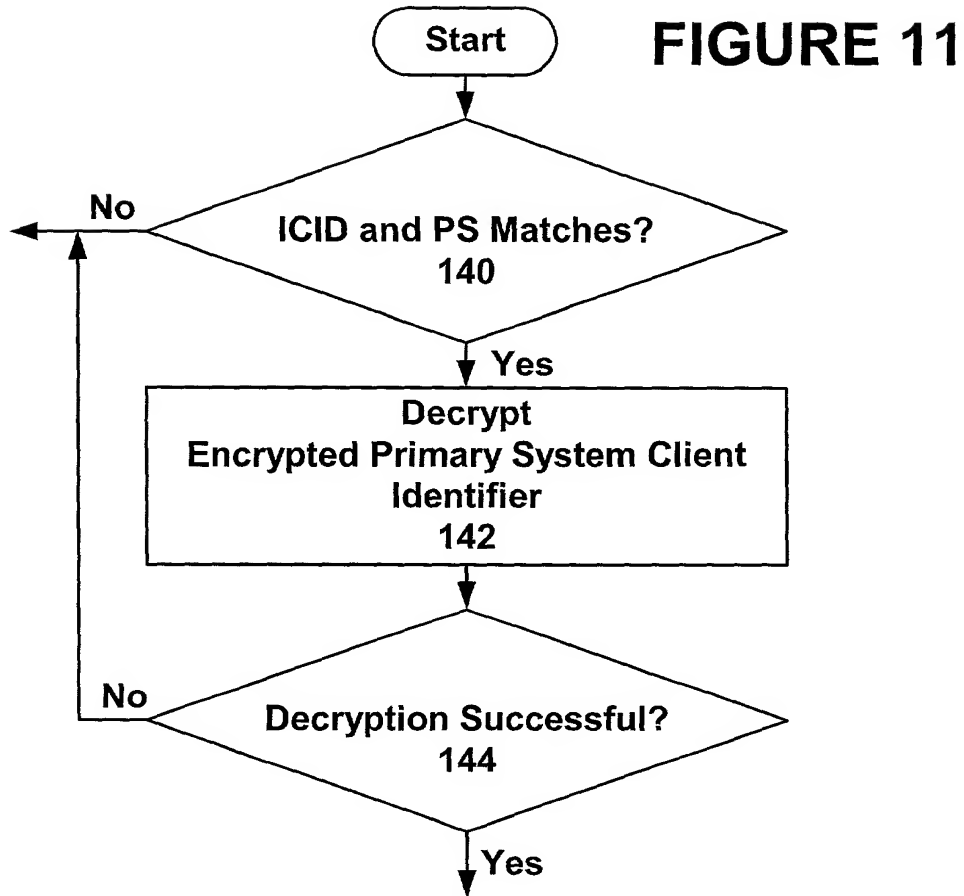 Start
FIGURE 11
No
ICID and PS Matches?
140
Yes
Decrypt
Encrypted Primary System Client
Identifier
142
No
Decryption Successful?
144
Yes